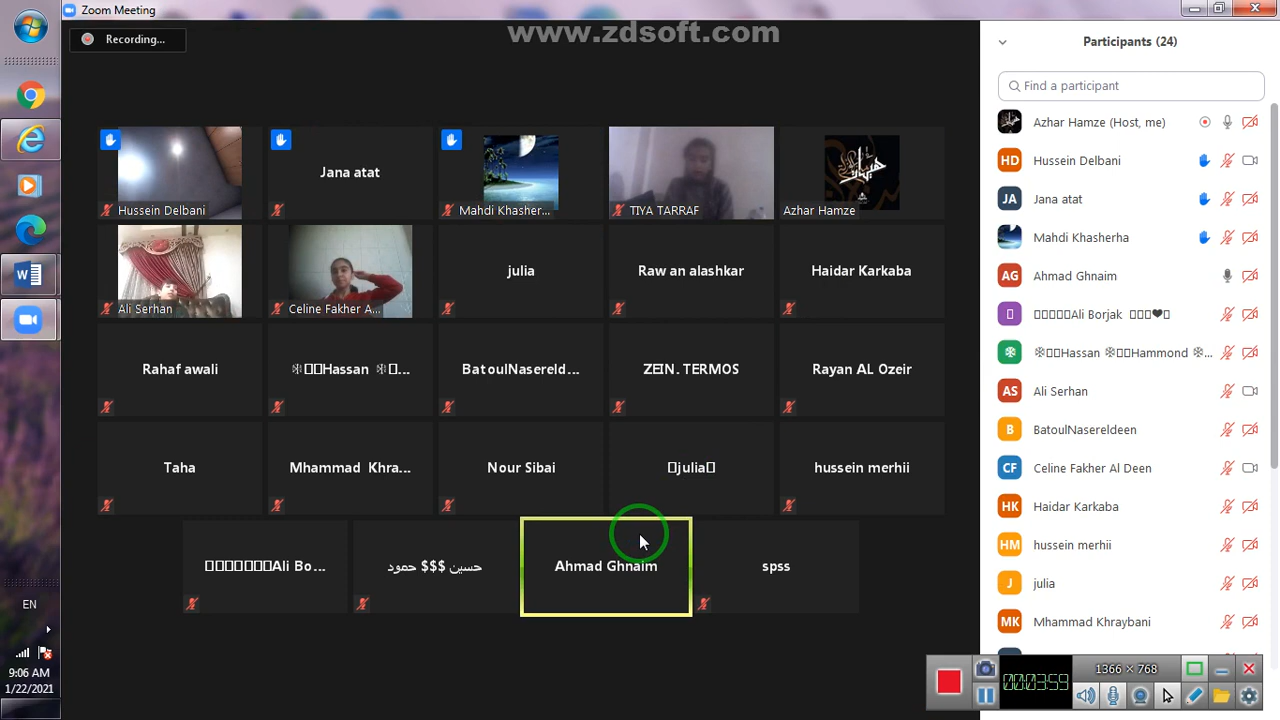 Zoom Meeting
Recording...
www.zdsoft.com
Participants (24)
Find a participant
Hussein Delbani
Jana atat
Mahdi Khasher...
TIYA TARRAF
Azhar Hamze
Ali Serhan
Celine Fakher A...
julia
Raw an alashkar
Haidar Karkaba
Rahaf awali
❄▯▯Hassan ❄▯...
BatoulNasereld...
ZEIN. TERMOS
Rayan AL Ozeir
Taha
Mhammad Khra...
Nour Sibai
▯julia▯
hussein merhii
▯▯▯▯▯▯▯Ali Bo...
حسين $$$ حمود
Ahmad Ghnaim
spss
Azhar Hamze (Host, me)
HD Hussein Delbani
JA Jana atat
Mahdi Khasherha
AG Ahmad Ghnaim
▯ ▯▯▯▯▯Ali Borjak ▯▯▯❤▯
❄ ❄▯▯Hassan ❄▯▯Hammond ❄...
AS Ali Serhan
B BatoulNasereldeen
CF Celine Fakher Al Deen
HK Haidar Karkaba
HM hussein merhii
J julia
MK Mhammad Khraybani
EN
9:06 AM
1/22/2021
00:03:59
1366 × 768